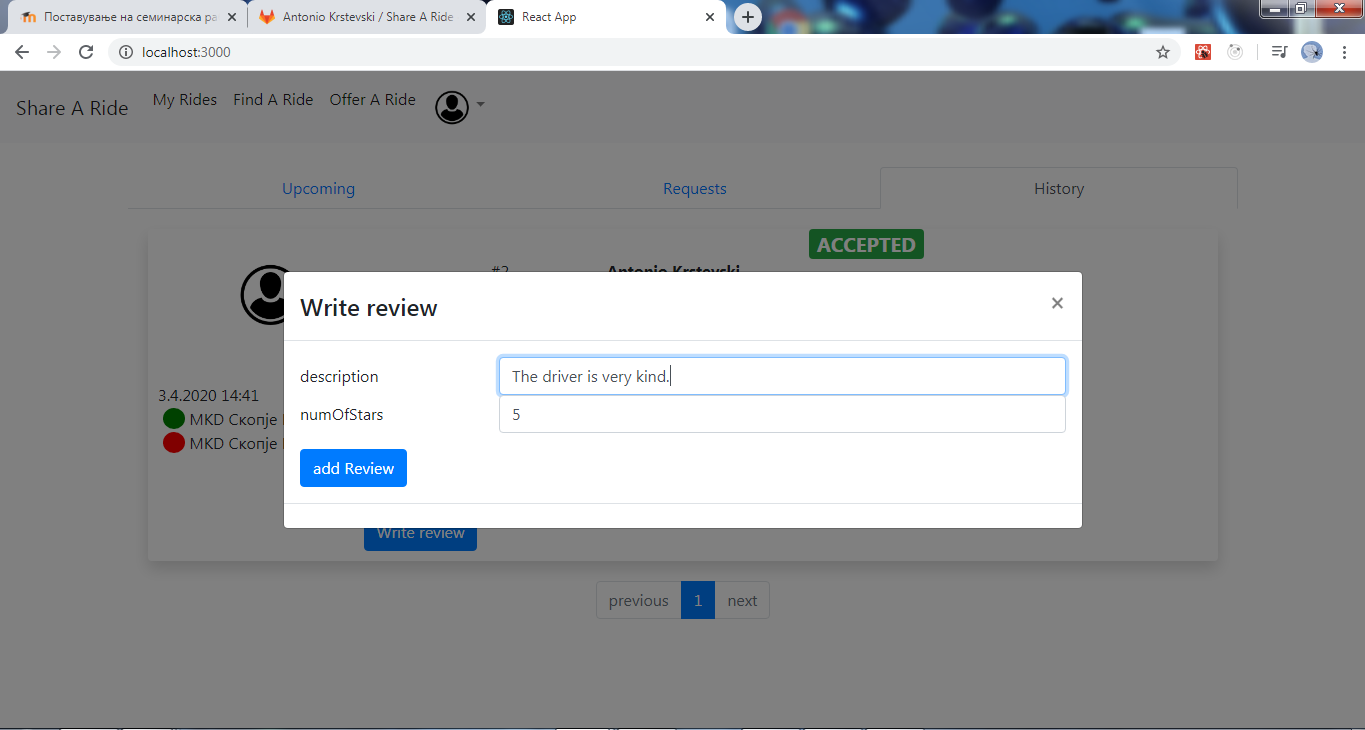 Поставување на семинарска ра
Antonio Krstevski / Share A Ride
React App
localhost:3000
Share A Ride
My Rides
Find A Ride
Offer A Ride
Upcoming
Requests
History
ACCEPTED
#2
Antonio Krstevski
Write review
×
description
The driver is very kind.
numOfStars
5
3.4.2020 14:41
MKD Скопје
MKD Скопје
add Review
Write review
previous
1
next